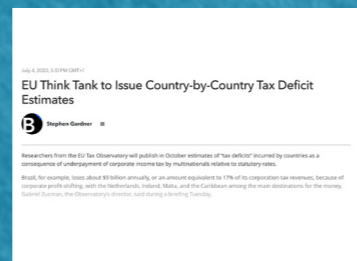 July 4, 2023, 5:10 PM GMT+1
EU Think Tank to Issue Country-by-Country Tax Deficit
Estimates
B
Stephen Gardner
Researchers from the EU Tax Observatory will publish in October estimates of "tax deficits" incurred by countries as a
consequence of underpayment of corporate income tax by multinationals relative to statutory rates.
Brazil, for example, loses about $9 billion annually, or an amount equivalent to 17% of its corporation tax revenues, because of
corporate profit-shifting, with the Netherlands, Ireland, Malta, and the Caribbean among the main destinations for the money,
Gabriel Zucman, the Observatory's director, said during a briefing Tuesday.